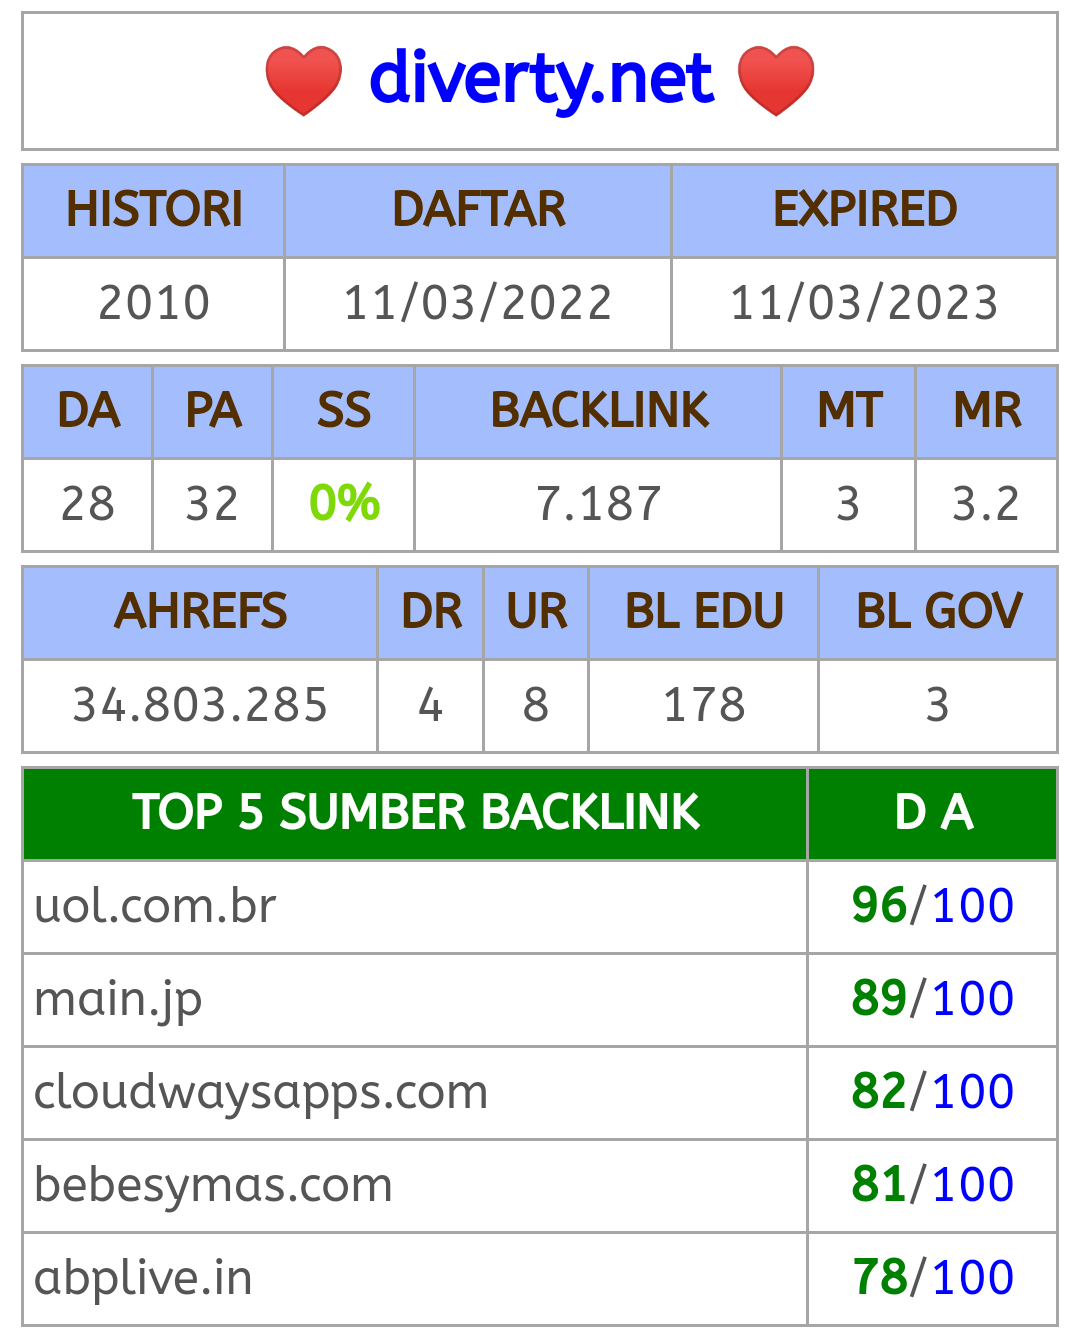 diverty.net
HISTORI DAFTAR EXPIRED
2010 11/03/2022 11/03/2023
DA PA SS BACKLINK MT MR
28 32 0% 7.187 3 3.2
AHREFS DR UR BL EDU BL GOV
34.803.285 4 8 178 3
TOP 5 SUMBER BACKLINK D A
uol.com.br 96/100
main.jp 89/100
cloudwaysapps.com 82/100
bebesymas.com 81/100
abplive.in 78/100